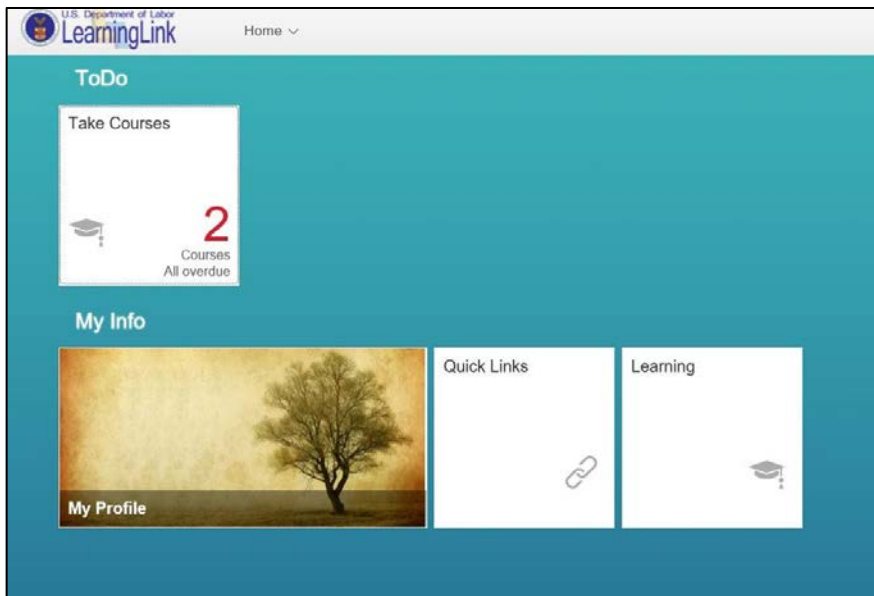 U.S. Department of Labor
LearningLink
Home
ToDo
Take Courses
2
Courses
All overdue
My Info
My Profile
Quick Links
Learning